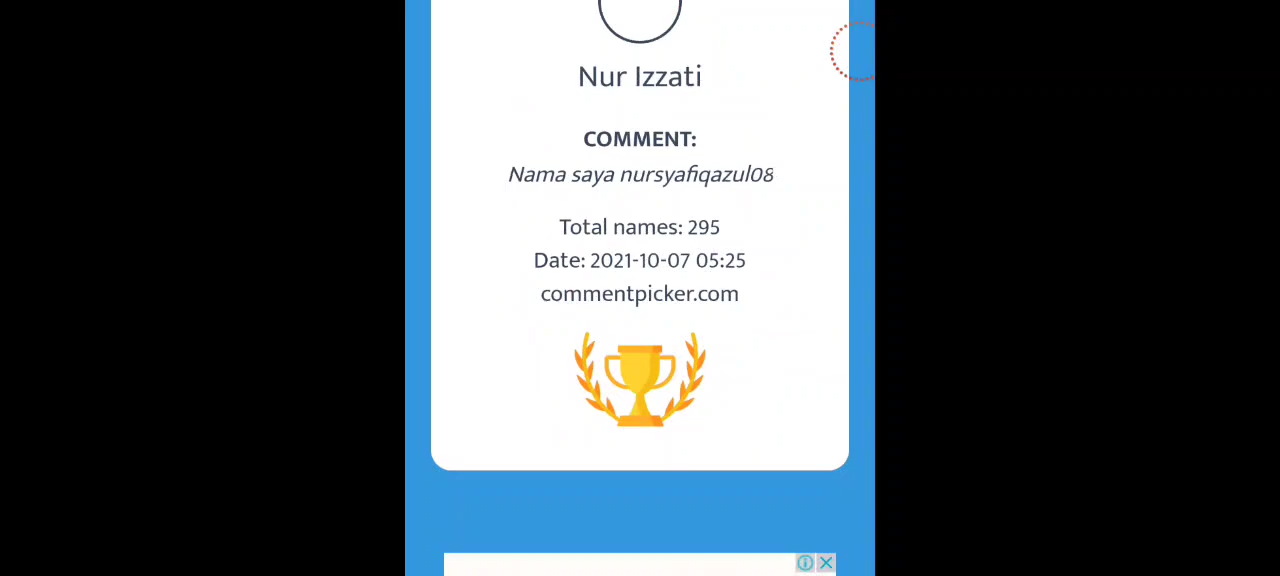 Nur Izzati
COMMENT:
Nama saya nursyafiqazul08
Total names: 295
Date: 2021-10-07 05:25
commentpicker.com